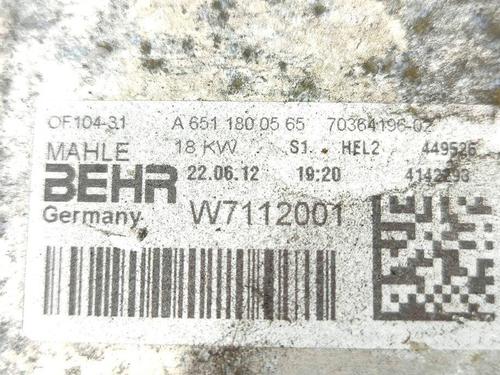 OF104-31 A 651 180 05 65 70364196-02
MAHLE 18 KW S1. HEL2 449525
BEHR 22.06.12 19:20 4142293
Germany W7112001